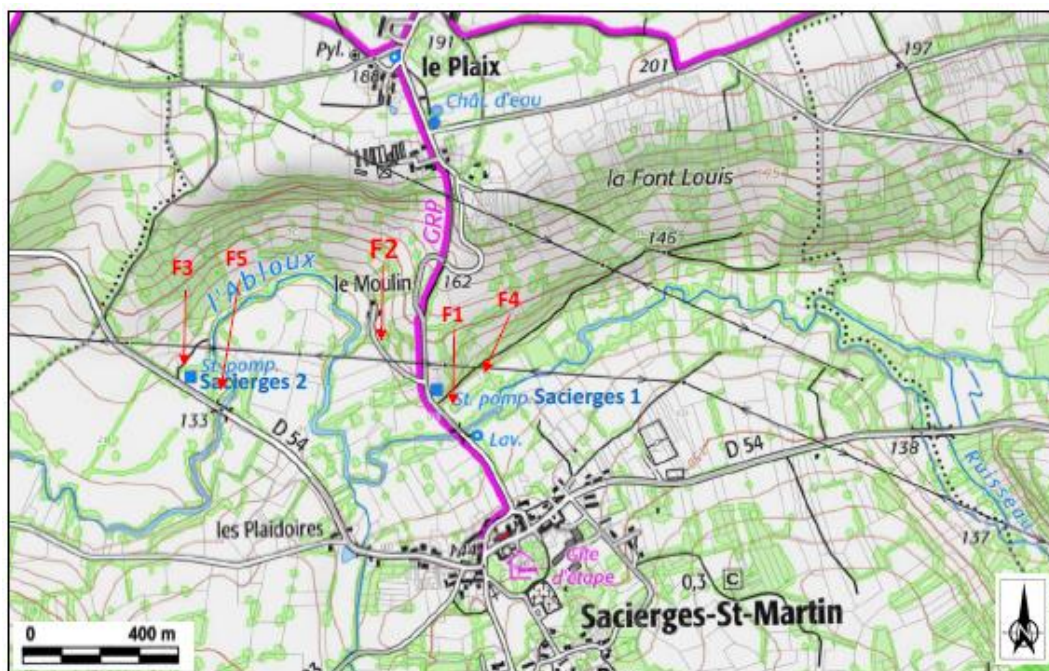 191
Pyl.
le Plaix
188
197
201
Chât. d'eau
la Font Louis
195
GRP
146
F3
F5
l'Abloux
F2
le Moulin
162
F1
F4
St. pomp.
Sacierges 2
St. pomp.
Sacierges 1
133
D 54
Lav.
D 54
138
Ruisseau
les Plaidoires
144
137
Gîte
d'étape
0,3
C
Sacierges-St-Martin
0
400 m